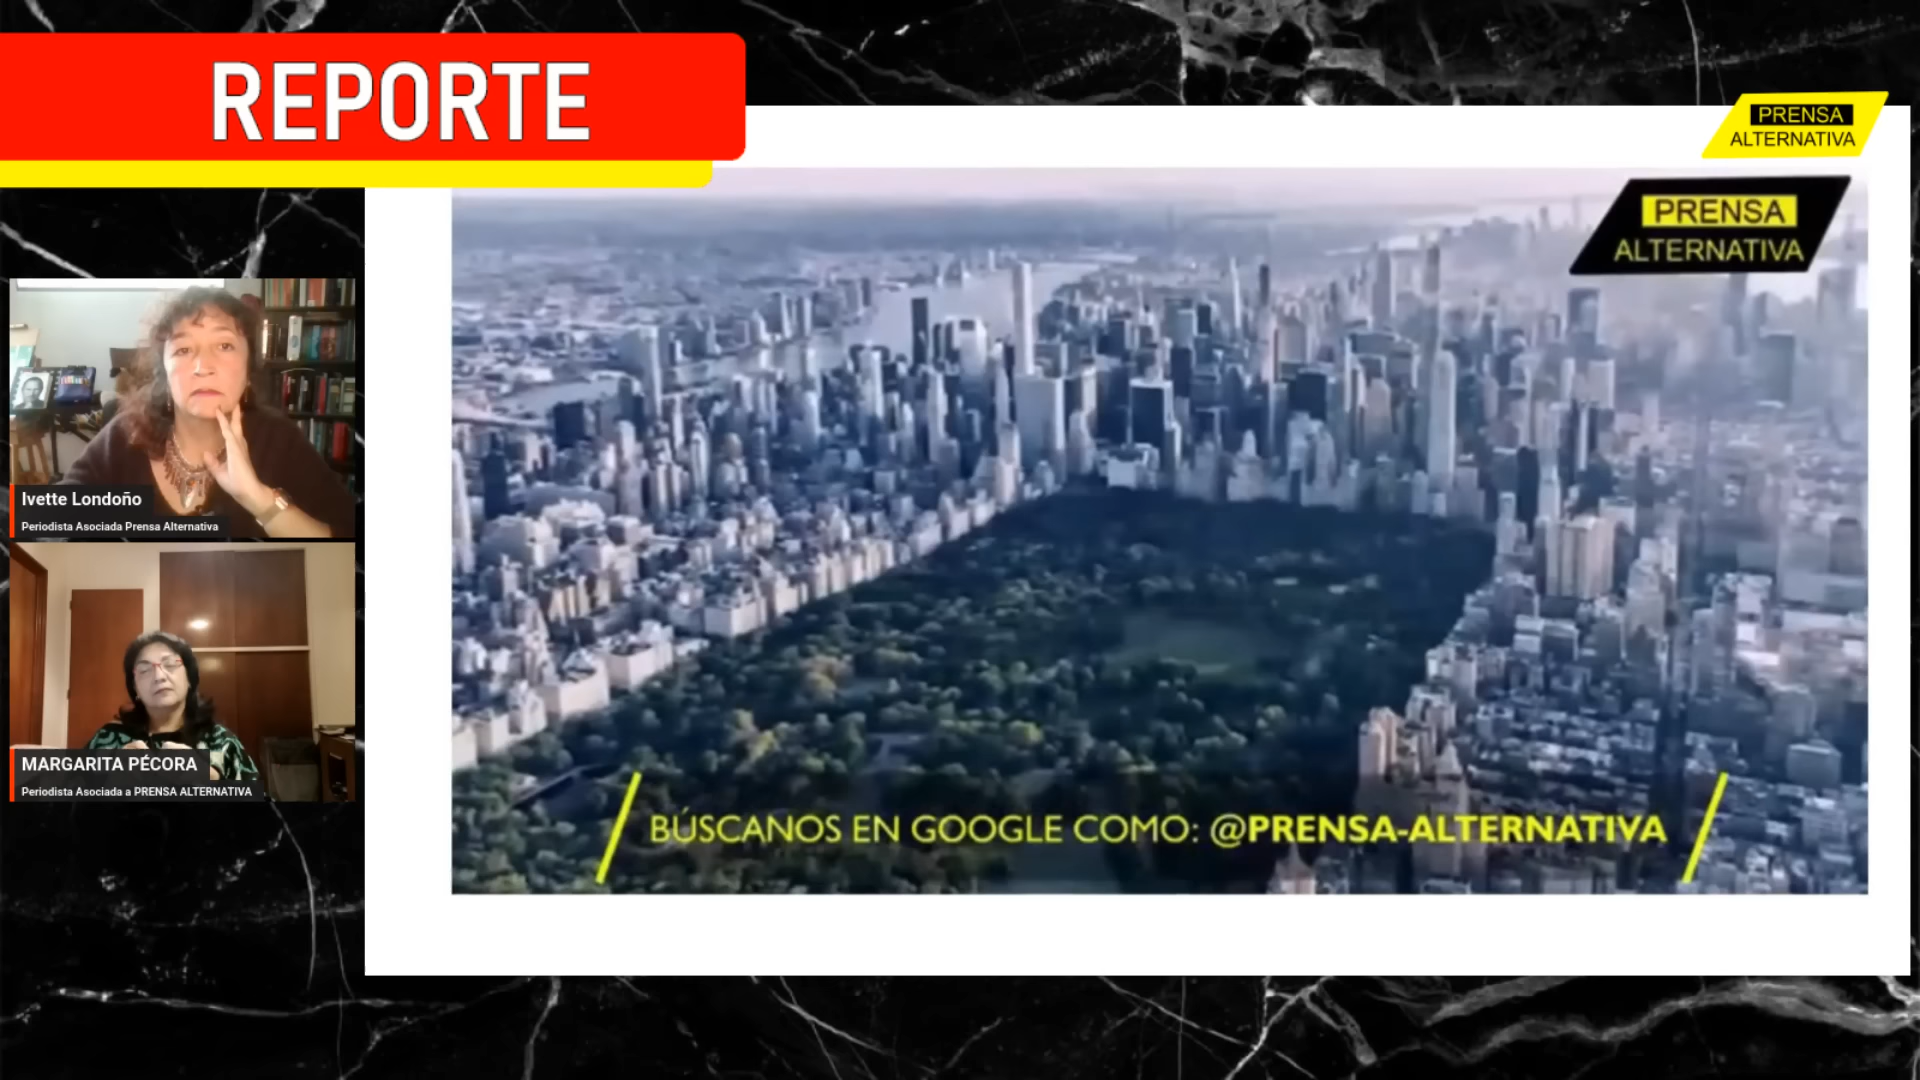 REPORTE
PRENSA
ALTERNATIVA
PRENSA
ALTERNATIVA
Ivette Londoño
Periodista Asociada Prensa Alternativa
MARGARITA PÉCORA
Periodista Asociada a PRENSA ALTERNATIVA
BÚSCANOS EN GOOGLE COMO: @PRENSA-ALTERNATIVA